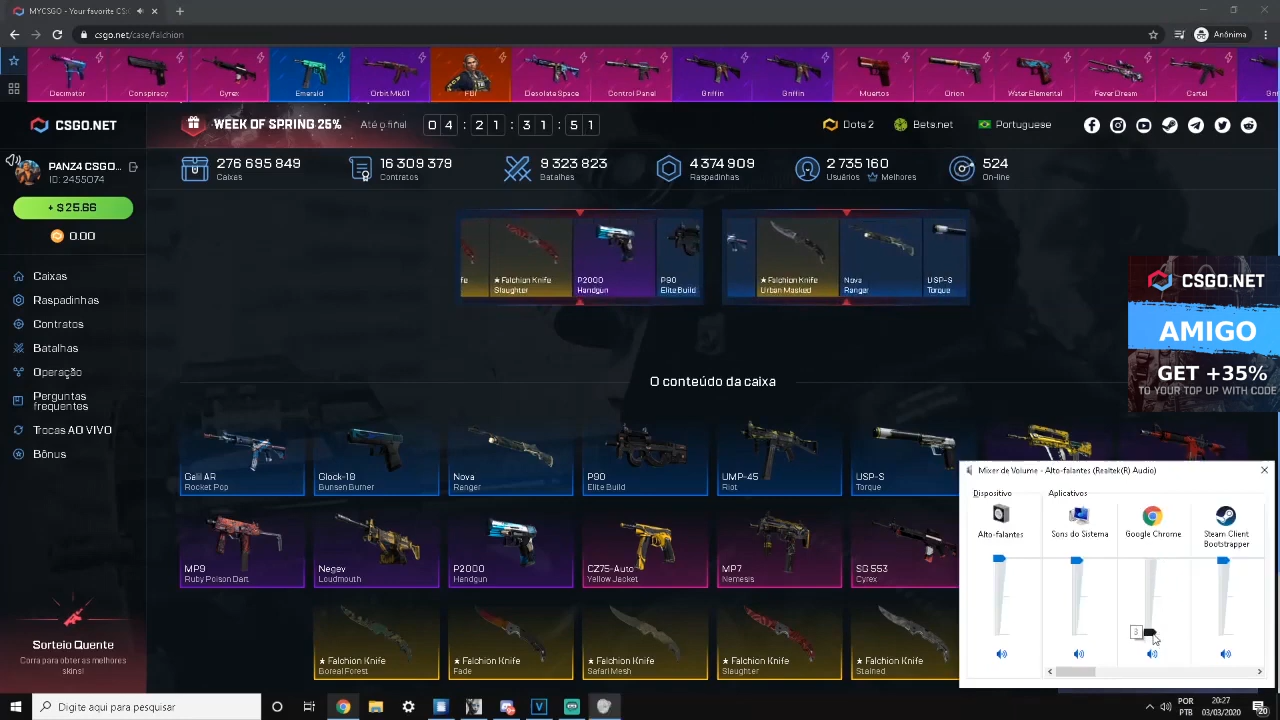 MYCSGO - Your favorite CS:
csgo.net/case/falchion
Anônima
Decimator
Conspiracy
Cyrex
Emerald
Orbit Mk01
FBI
Desolate Space
Control Panel
Griffin
Griffin
Muertos
Orion
Water Elemental
Fever Dream
Cartel
CSGO.NET
WEEK OF SPRING 25%
Até o final
04:21:31:51
Dota 2
Bets.net
Portuguese
PANZA CSGO...
ID: 2455074
+ $ 25.66
0.00
276 695 849
Caixas
16 309 379
Contratos
9 323 823
Batalhas
4 374 909
Raspadinhas
2 735 160
Usuários
Melhores
524
On-line
Caixas
Raspadinhas
Contratos
Batalhas
Operação
Perguntas
frequentes
Trocas AO VIVO
Bônus
Sorteio Quente
Corra para obter as melhores
skins!
★ Falchion Knife
Slaughter
P2000
Handgun
P90
Elite Build
★ Falchion Knife
Urban Masked
Nova
Ranger
USP-S
Torque
CSGO.NET
AMIGO
GET +35%
TO YOUR TOP UP WITH CODE
O conteúdo da caixa
Galil AR
Rocket Pop
Glock-18
Bunsen Burner
Nova
Ranger
P90
Elite Build
UMP-45
Riot
USP-S
Torque
MP9
Ruby Poison Dart
Negev
Loudmouth
P2000
Handgun
CZ75-Auto
Yellow Jacket
MP7
Nemesis
SG 553
Cyrex
★ Falchion Knife
Boreal Forest
★ Falchion Knife
Fade
★ Falchion Knife
Safari Mesh
★ Falchion Knife
Slaughter
★ Falchion Knife
Stained
Mixer de Volume - Alto-falantes (Realtek(R) Audio)
Dispositivo
Aplicativos
Alto-falantes
Sons do Sistema
Google Chrome
Steam Client
Bootstrapper
3
Digite aqui para pesquisar
POR
PTB
20:27
03/03/2020
20